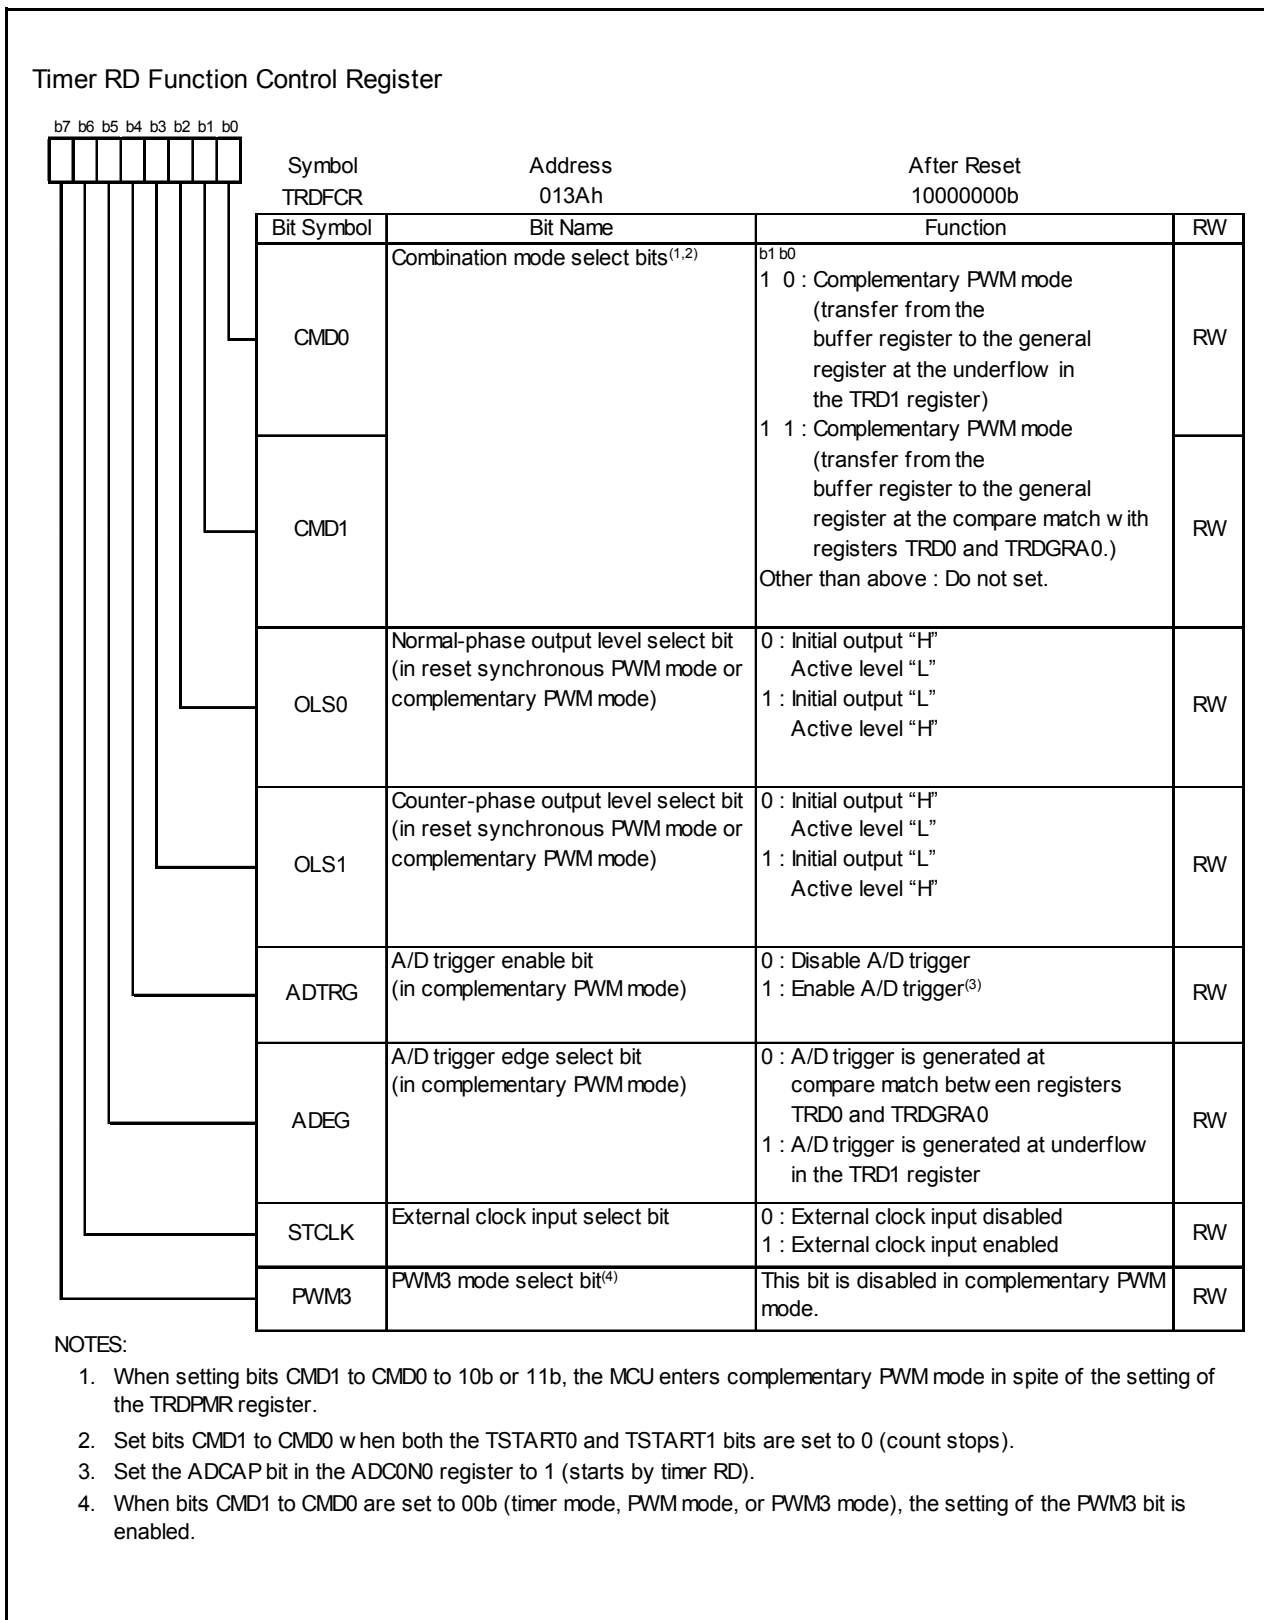 Timer RD Function Control Register
b7 b6 b5 b4 b3 b2 b1 b0
Symbol Address After Reset
TRDFCR 013Ah 10000000b
Bit Symbol Bit Name Function RW
CMD0 Combination mode select bits(1,2) b1 b0
1 0 : Complementary PWM mode
(transfer from the
buffer register to the general
register at the underflow in
the TRD1 register)
RW
CMD1
1 1 : Complementary PWM mode
(transfer from the
buffer register to the general
register at the compare match with
registers TRD0 and TRDGRA0.)
Other than above : Do not set.
RW
OLS0
Normal-phase output level select bit
(in reset synchronous PWM mode or
complementary PWM mode)
0 : Initial output “H”
Active level “L”
1 : Initial output “L”
Active level “H”
RW
OLS1
Counter-phase output level select bit
(in reset synchronous PWM mode or
complementary PWM mode)
0 : Initial output “H”
Active level “L”
1 : Initial output “L”
Active level “H”
RW
ADTRG
A/D trigger enable bit
(in complementary PWM mode)
0 : Disable A/D trigger
1 : Enable A/D trigger(3)
RW
ADEG
A/D trigger edge select bit
(in complementary PWM mode)
0 : A/D trigger is generated at
compare match between registers
TRD0 and TRDGRA0
1 : A/D trigger is generated at underflow
in the TRD1 register
RW
STCLK
External clock input select bit
0 : External clock input disabled
1 : External clock input enabled
RW
PWM3
PWM3 mode select bit(4)
This bit is disabled in complementary PWM
mode.
RW
NOTES:
1. When setting bits CMD1 to CMD0 to 10b or 11b, the MCU enters complementary PWM mode in spite of the setting of
the TRDPMR register.
2. Set bits CMD1 to CMD0 when both the TSTART0 and TSTART1 bits are set to 0 (count stops).
3. Set the ADCAP bit in the ADC0N0 register to 1 (starts by timer RD).
4. When bits CMD1 to CMD0 are set to 00b (timer mode, PWM mode, or PWM3 mode), the setting of the PWM3 bit is
enabled.